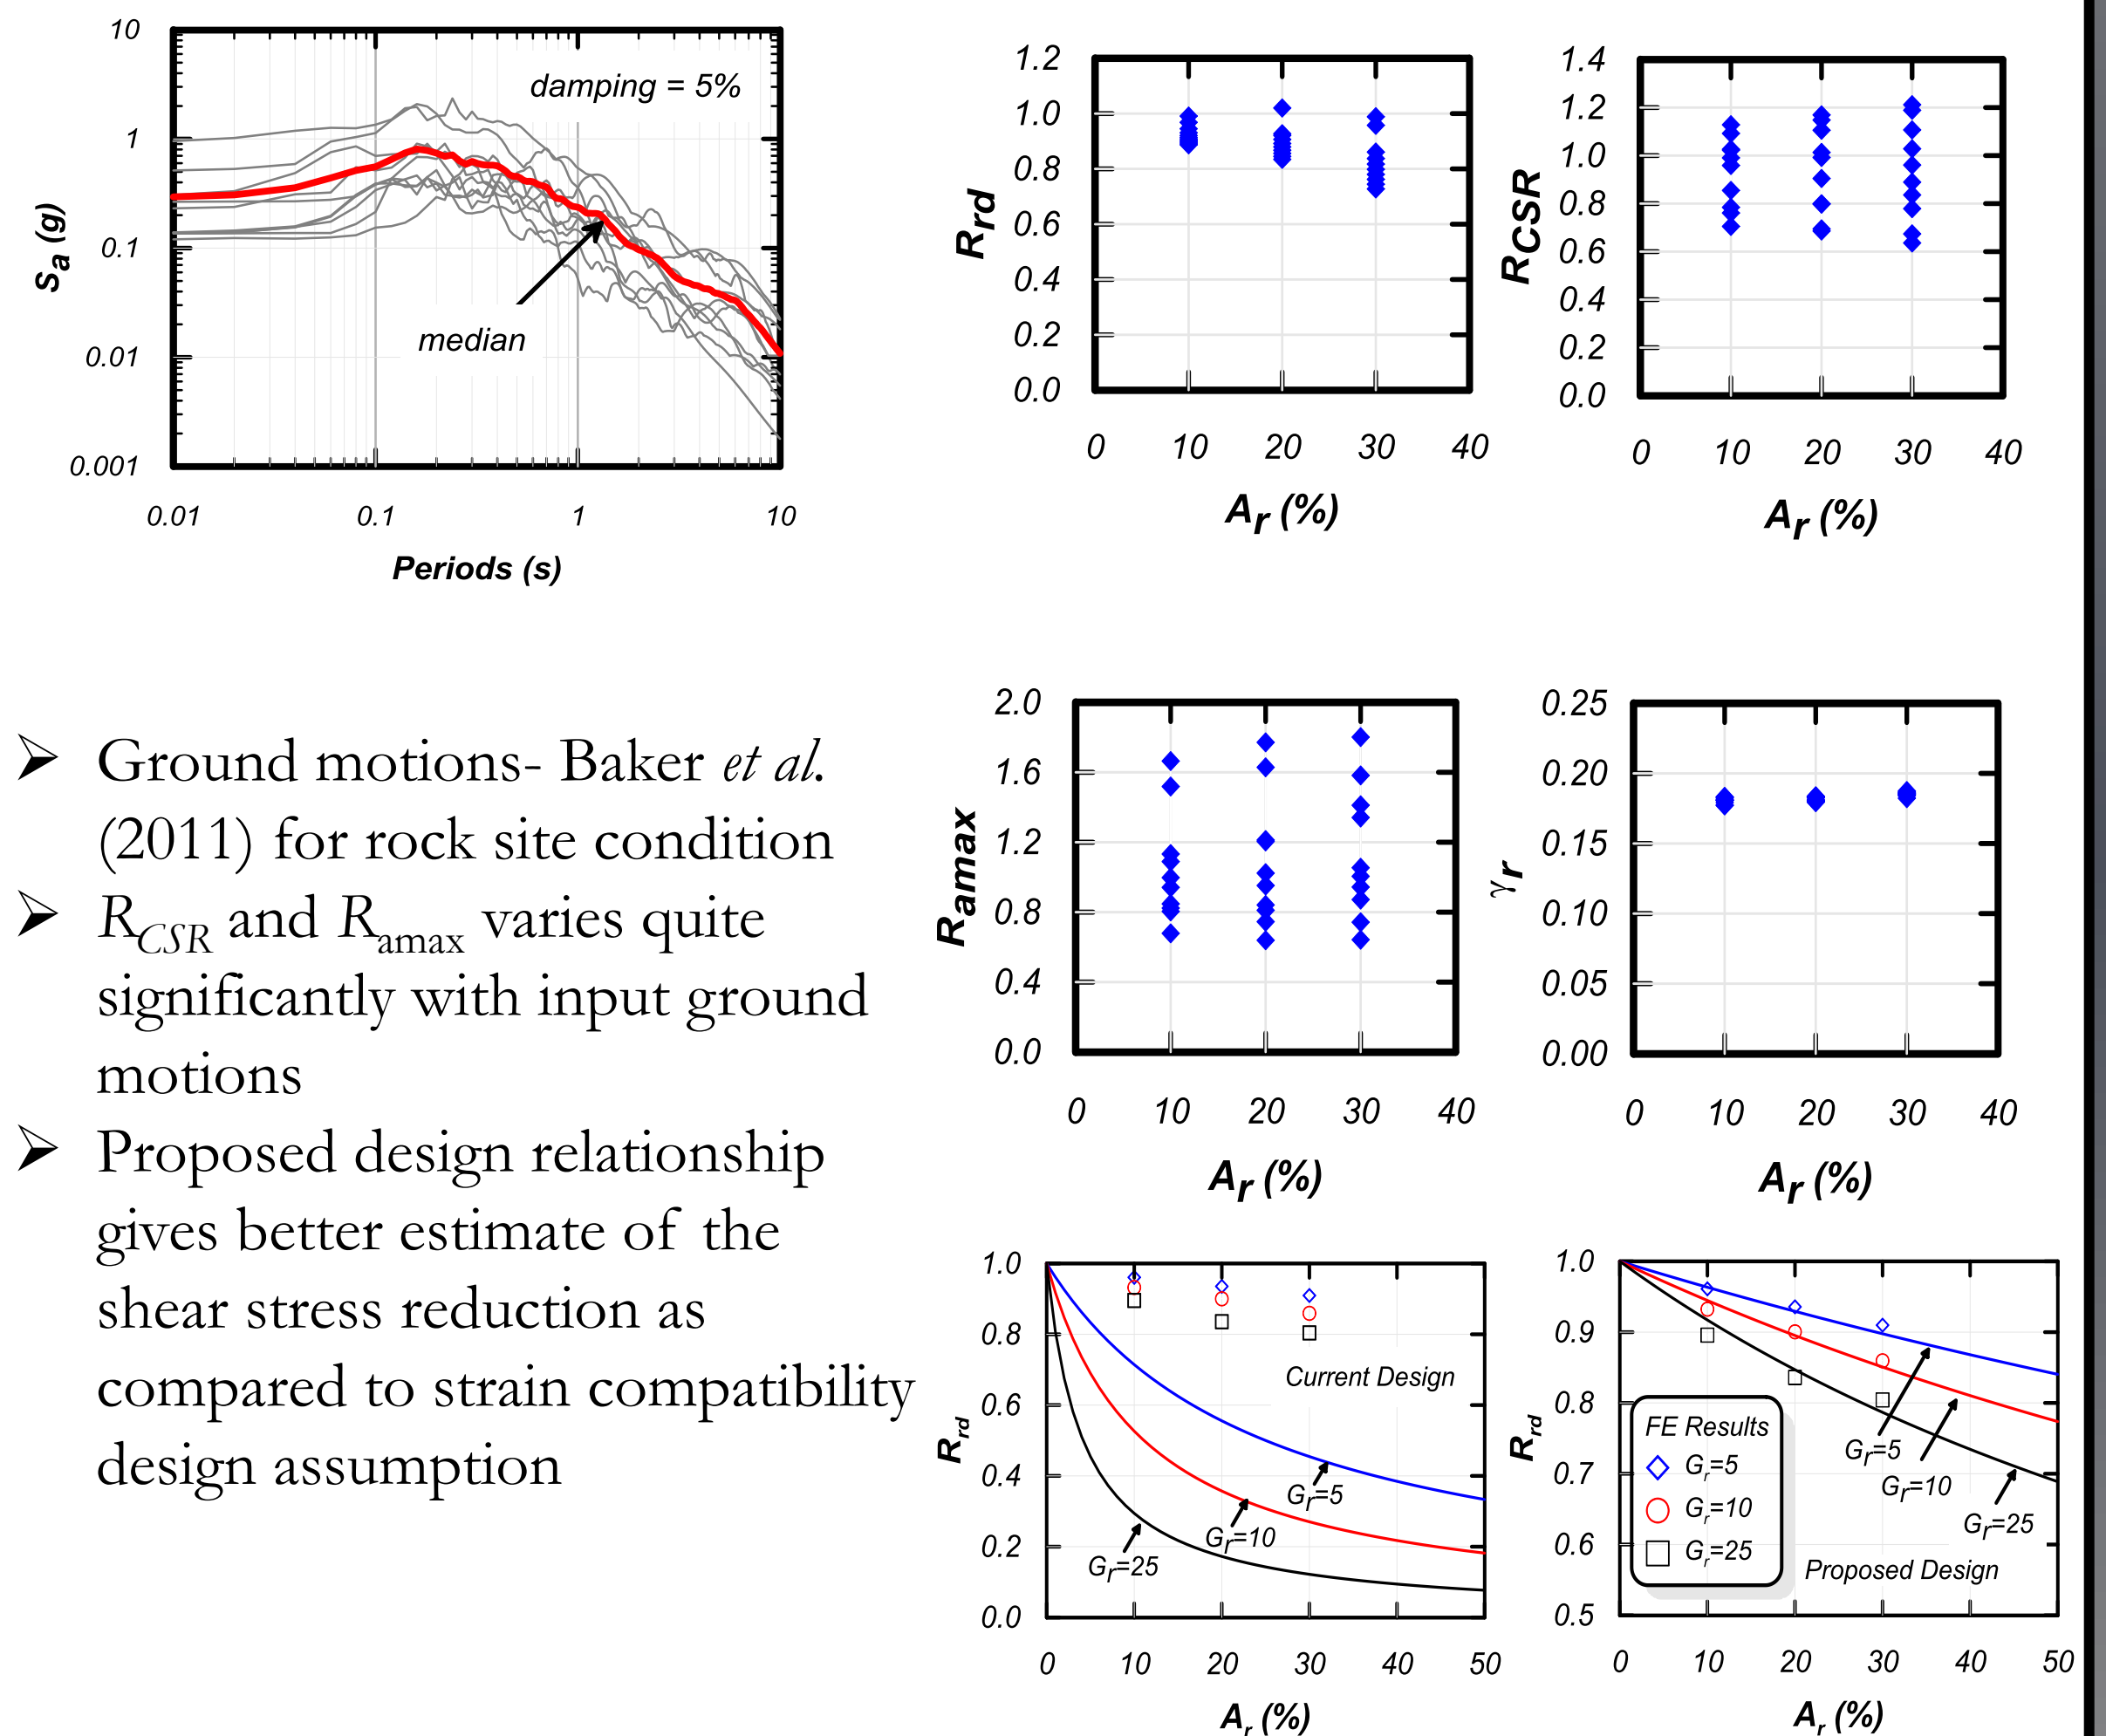 10
1
0.1
0.01
0.001
Sa (g)
damping = 5%
median
0.01 0.1 1 10
Periods (s)
1.2
1.0
0.8
0.6
0.4
0.2
0.0
Rrd
0 10 20 30 40
Ar (%)
1.4
1.2
1.0
0.8
0.6
0.4
0.2
0.0
RCSR
0 10 20 30 40
Ar (%)
➢ Ground motions- Baker et al.
(2011) for rock site condition
➢ RCSR and Ramax varies quite
significantly with input ground
motions
➢ Proposed design relationship
gives better estimate of the
shear stress reduction as
compared to strain compatibility
design assumption
2.0
1.6
1.2
0.8
0.4
0.0
Ramax
0 10 20 30 40
Ar (%)
0.25
0.20
0.15
0.10
0.05
0.00
γr
0 10 20 30 40
Ar (%)
1.0
0.8
0.6
0.4
0.2
0.0
Rrd
Current Design
Gr=5
Gr=10
Gr=25
0 10 20 30 40 50
Ar (%)
1.0
0.9
0.8
0.7
0.6
0.5
Rrd
FE Results
Gr=5
Gr=10
Gr=25
Gr=5
Gr=10
Gr=25
Proposed Design
0 10 20 30 40 50
Ar (%)